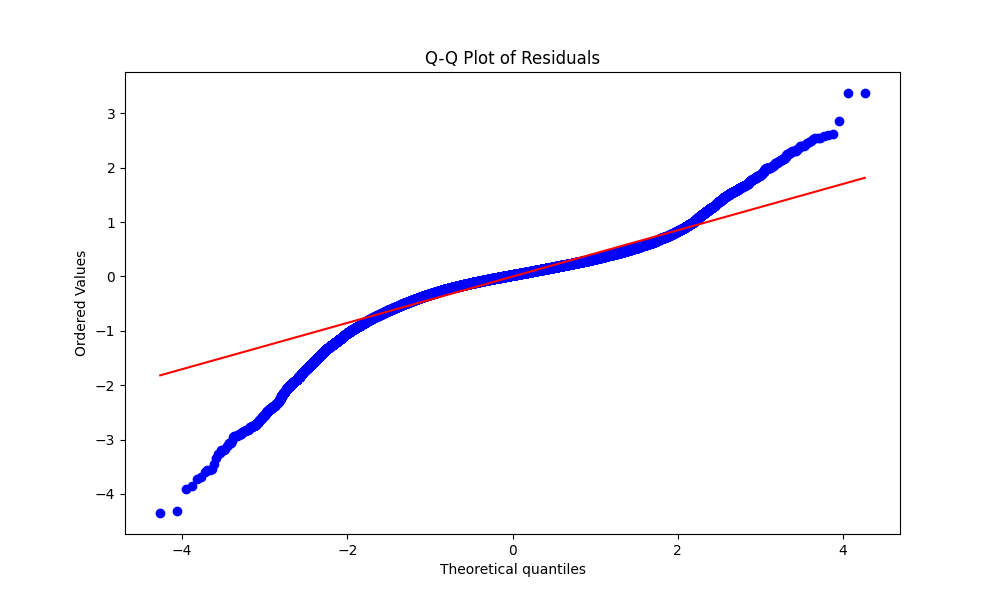 Q-Q Plot of Residuals
3
2
1
0
−1
−2
−3
−4
Ordered Values
−4 −2 0 2 4
Theoretical quantiles